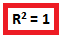 R² = 1